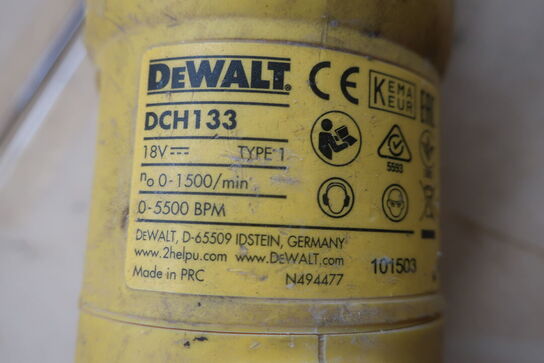 DEWALT
CE KEMA KEUR EAC
DCH133
18V TYPE 1
5593
n₀ 0-1500/min
0-5500 BPM
DEWALT, D-65509 IDSTEIN, GERMANY
www.2helpu.com www.DEWALT.com
Made in PRC N494477 101503